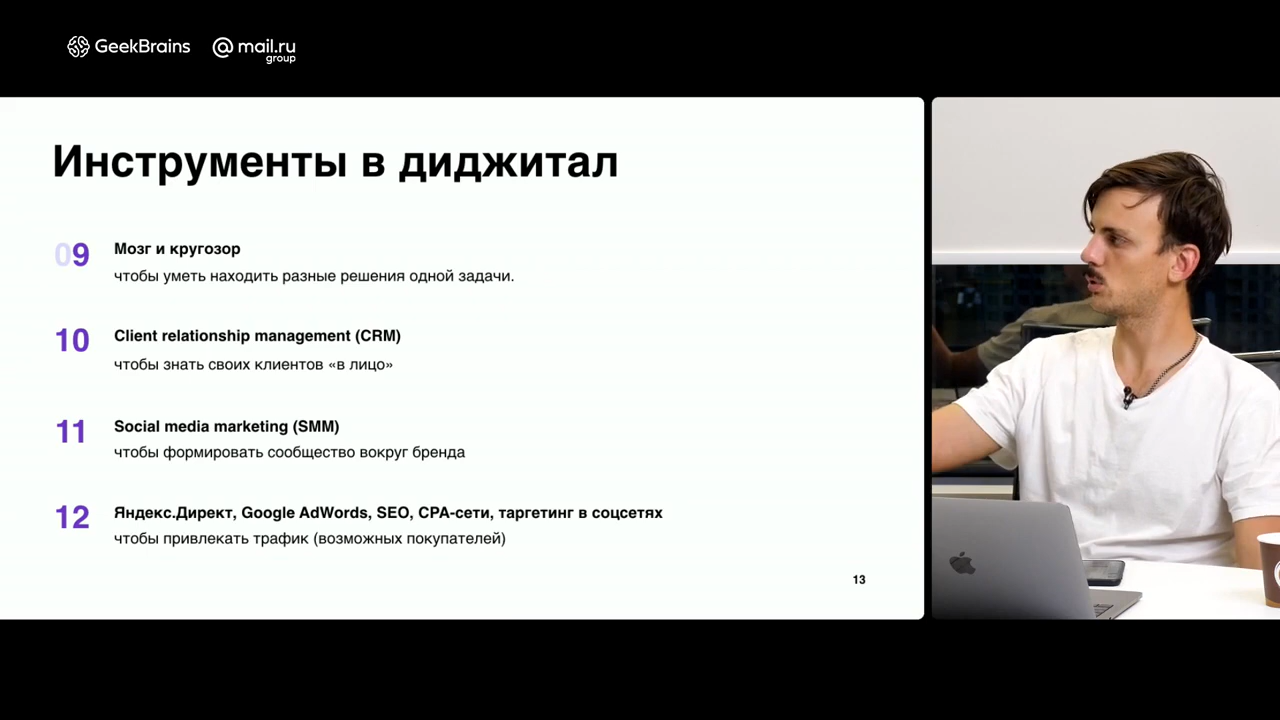 GeekBrains
@mail.ru
group
Инструменты в диджитал
09
Мозг и кругозор
чтобы уметь находить разные решения одной задачи.
10
Client relationship management (CRM)
чтобы знать своих клиентов «в лицо»
11
Social media marketing (SMM)
чтобы формировать сообщество вокруг бренда
12
Яндекс.Директ, Google AdWords, SEO, CPA-сети, таргетинг в соцсетях
чтобы привлекать трафик (возможных покупателей)
13